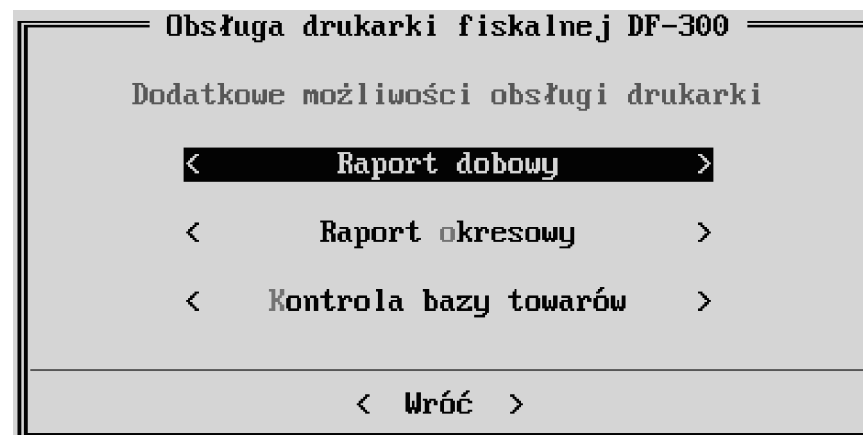 Obsługa drukarki fiskalnej DF-300
Dodatkowe możliwości obsługi drukarki
< Raport dobowy >
< Raport okresowy >
< Kontrola bazy towarów >
< Wróć >